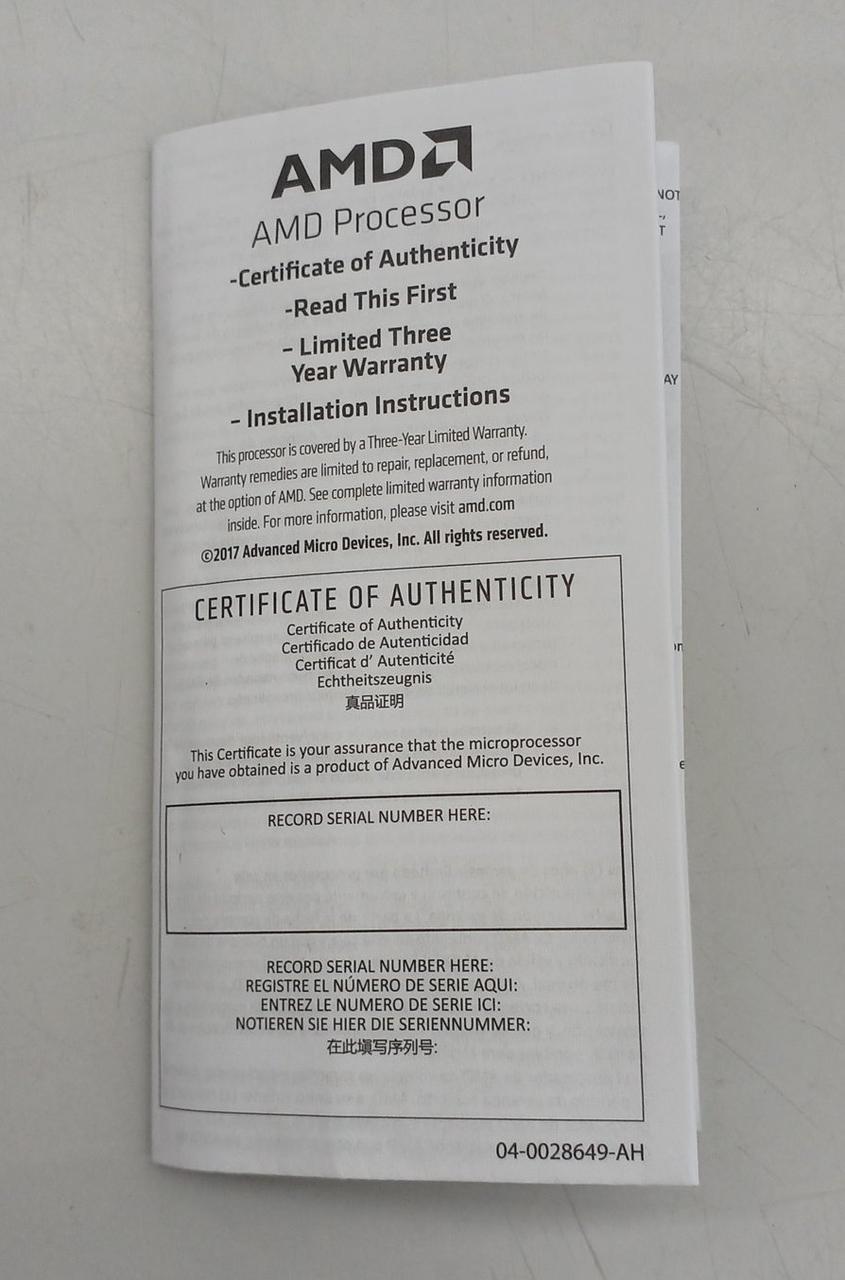 AMD
AMD Processor
-Certificate of Authenticity
-Read This First
– Limited Three
Year Warranty
– Installation Instructions
This processor is covered by a Three-Year Limited Warranty.
Warranty remedies are limited to repair, replacement, or refund,
at the option of AMD. See complete limited warranty information
inside. For more information, please visit amd.com
©2017 Advanced Micro Devices, Inc. All rights reserved.
CERTIFICATE OF AUTHENTICITY
Certificate of Authenticity
Certificado de Autenticidad
Certificat d’ Autenticité
Echtheitszeugnis
真品证明
This Certificate is your assurance that the microprocessor
you have obtained is a product of Advanced Micro Devices, Inc.
RECORD SERIAL NUMBER HERE:
RECORD SERIAL NUMBER HERE:
REGISTRE EL NÚMERO DE SERIE AQUI:
ENTREZ LE NUMERO DE SERIE ICI:
NOTIEREN SIE HIER DIE SERIENNUMMER:
在此填写序列号:
04-0028649-AH